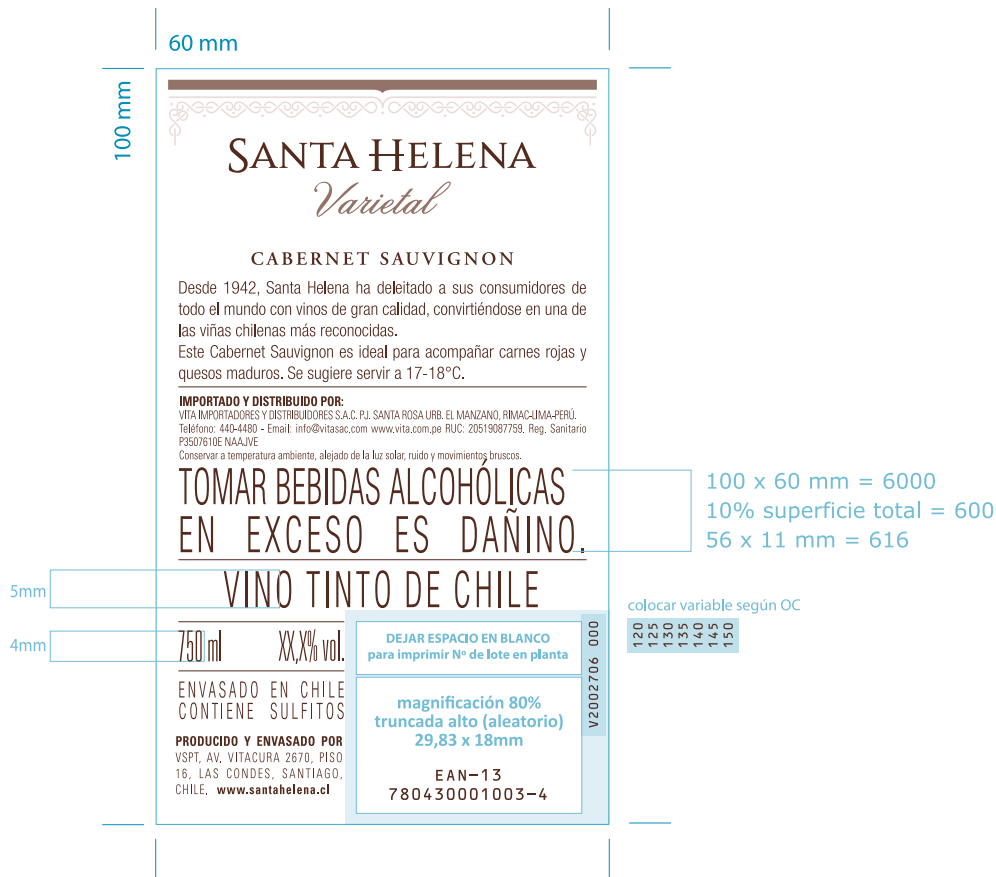 60 mm
100 mm
SANTA HELENA
Varietal
CABERNET SAUVIGNON
Desde 1942, Santa Helena ha deleitado a sus consumidores de
todo el mundo con vinos de gran calidad, convirtiéndose en una de
las viñas chilenas más reconocidas.
Este Cabernet Sauvignon es ideal para acompañar carnes rojas y
quesos maduros. Se sugiere servir a 17-18°C.
IMPORTADO Y DISTRIBUIDO POR:
VITA IMPORTADORES Y DISTRIBUIDORES S.A.C. PJ. SANTA ROSA URB. EL MANZANO, RIMAC-LIMA-PERÚ.
Teléfono: 440-4480 - Email: info@vitasac.com www.vita.com.pe RUC: 20519087759. Reg. Sanitario
P3507610E NAAJVE
Conservar a temperatura ambiente, alejado de la luz solar, ruido y movimientos bruscos.
TOMAR BEBIDAS ALCOHÓLICAS
EN EXCESO ES DAÑINO.
100 x 60 mm = 6000
10% superficie total = 600
56 x 11 mm = 616
5mm
VINO TINTO DE CHILE
4mm
750 ml XX,X% vol.
ENVASADO EN CHILE
CONTIENE SULFITOS
PRODUCIDO Y ENVASADO POR
VSPT, AV. VITACURA 2670, PISO
16, LAS CONDES, SANTIAGO,
CHILE. www.santahelena.cl
DEJAR ESPACIO EN BLANCO
para imprimir Nº de lote en planta
magnificación 80%
truncada alto (aleatorio)
29,83 x 18mm
EAN-13
780430001003-4
V2002706 000
colocar variable según OC
120
125
130
135
140
145
150